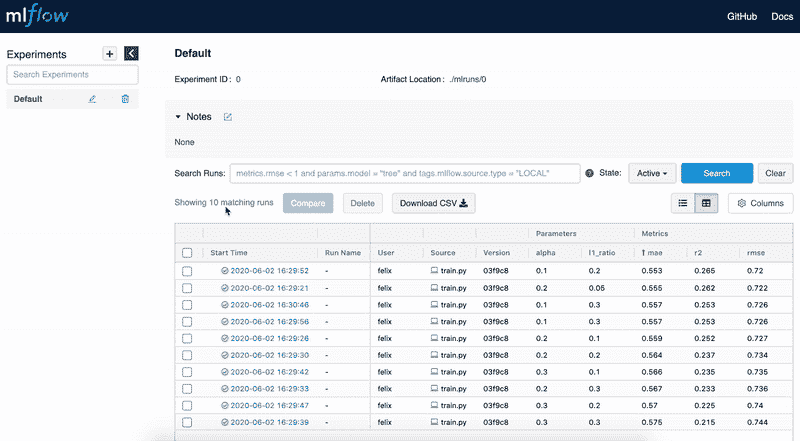 mlflow
GitHub Docs
Experiments
Search Experiments
Default
Default
Experiment ID : 0 Artifact Location : ./mlruns/0
Notes
None
Search Runs: metrics.rmse < 1 and params.model = "tree" and tags.mlflow.source.type = "LOCAL" State: Active Search Clear
Showing 10 matching runs Compare Delete Download CSV Columns
Parameters Metrics
Start Time Run Name User Source Version alpha l1_ratio mae r2 rmse
2020-06-02 16:29:52 - felix train.py 03f9c8 0.1 0.2 0.553 0.265 0.72
2020-06-02 16:29:21 - felix train.py 03f9c8 0.2 0.05 0.555 0.262 0.722
2020-06-02 16:30:46 - felix train.py 03f9c8 0.1 0.3 0.557 0.253 0.726
2020-06-02 16:29:56 - felix train.py 03f9c8 0.1 0.3 0.557 0.253 0.726
2020-06-02 16:29:26 - felix train.py 03f9c8 0.2 0.1 0.559 0.252 0.727
2020-06-02 16:29:30 - felix train.py 03f9c8 0.2 0.2 0.564 0.237 0.734
2020-06-02 16:29:42 - felix train.py 03f9c8 0.3 0.1 0.566 0.235 0.735
2020-06-02 16:29:33 - felix train.py 03f9c8 0.2 0.3 0.567 0.233 0.736
2020-06-02 16:29:47 - felix train.py 03f9c8 0.3 0.2 0.57 0.225 0.74
2020-06-02 16:29:39 - felix train.py 03f9c8 0.3 0.3 0.575 0.215 0.744